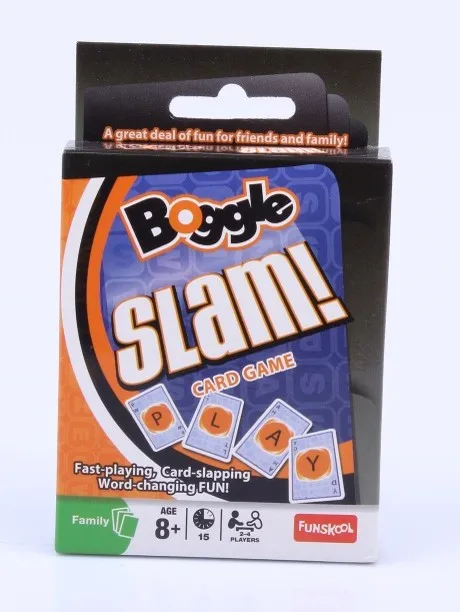 A great deal of fun for friends and family!
Boggle
SLam!
CARD GAME
P L A Y
Fast-playing, Card-slapping
Word-changing FUN!
Family
AGE
8+
15
2-4
PLAYERS
FUNSKOOL